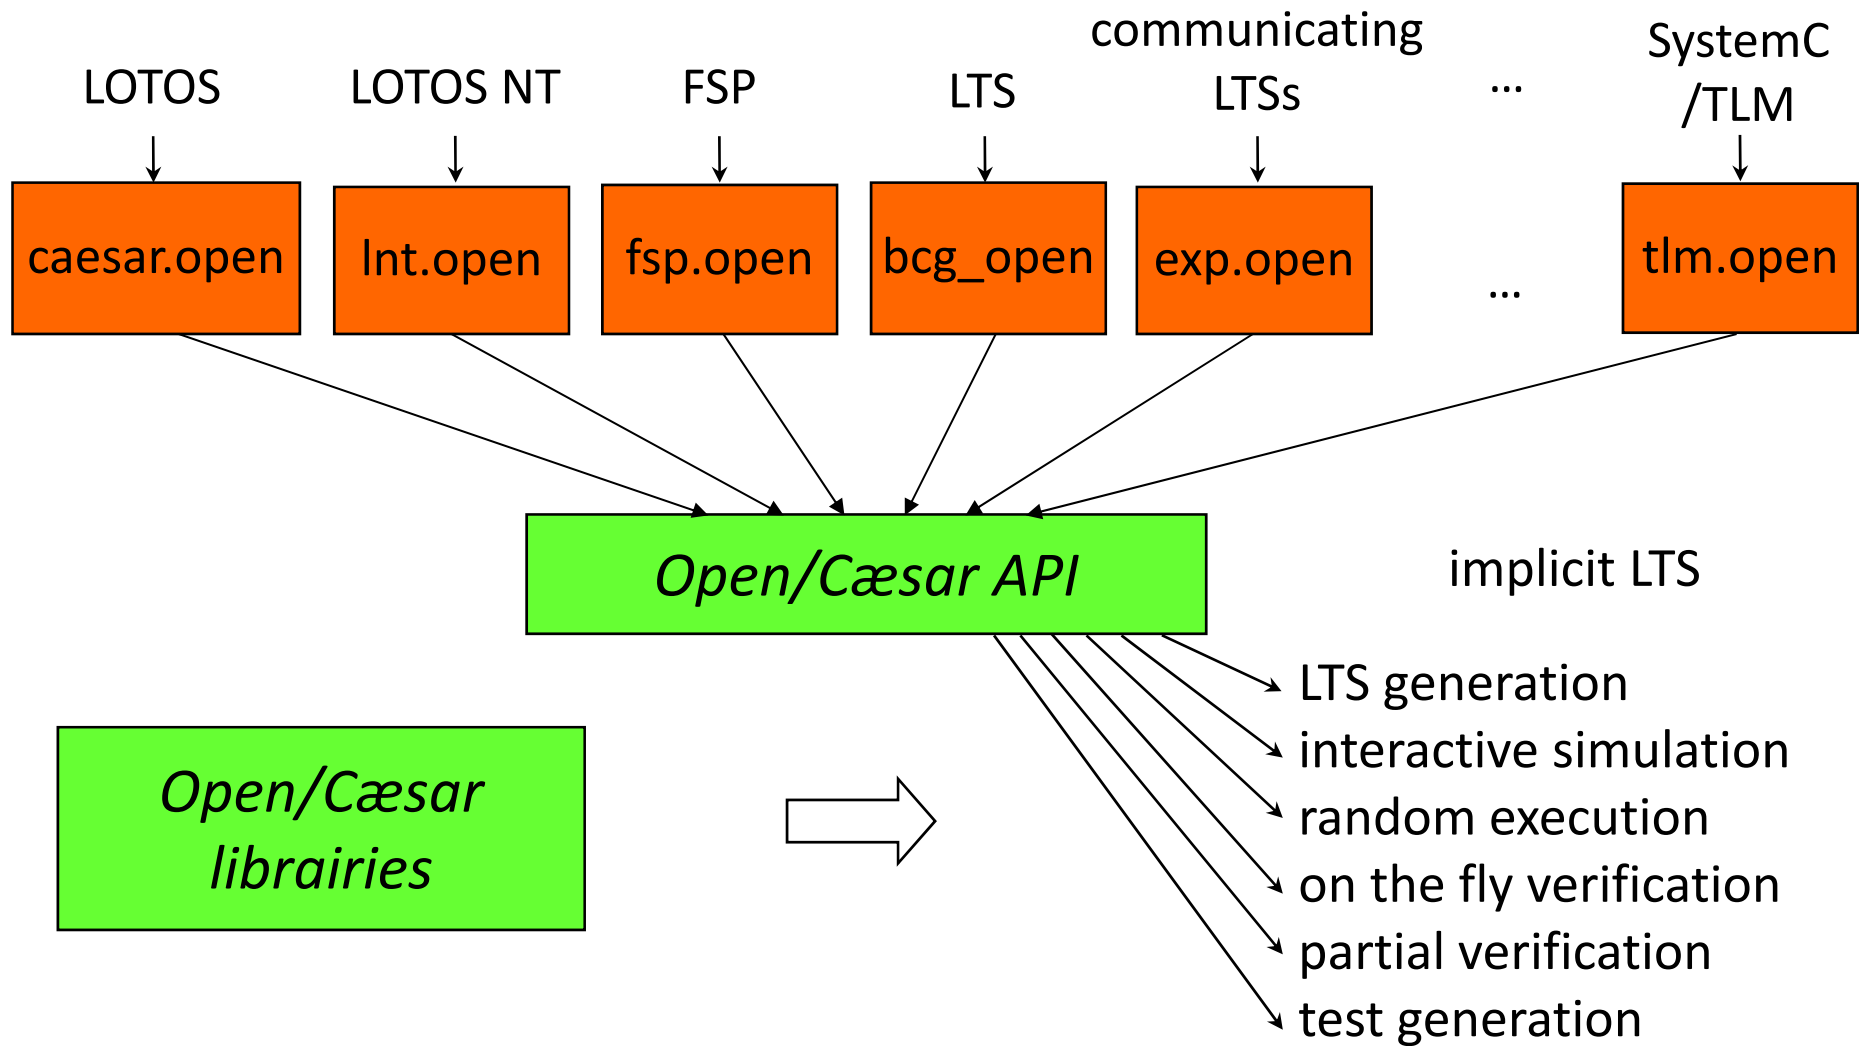 LOTOS
LOTOS NT
FSP
LTS
communicating
LTSs
...
SystemC
/TLM
caesar.open
lnt.open
fsp.open
bcg_open
exp.open
...
tlm.open
Open/Cæsar API
implicit LTS
Open/Cæsar
librairies
LTS generation
interactive simulation
random execution
on the fly verification
partial verification
test generation